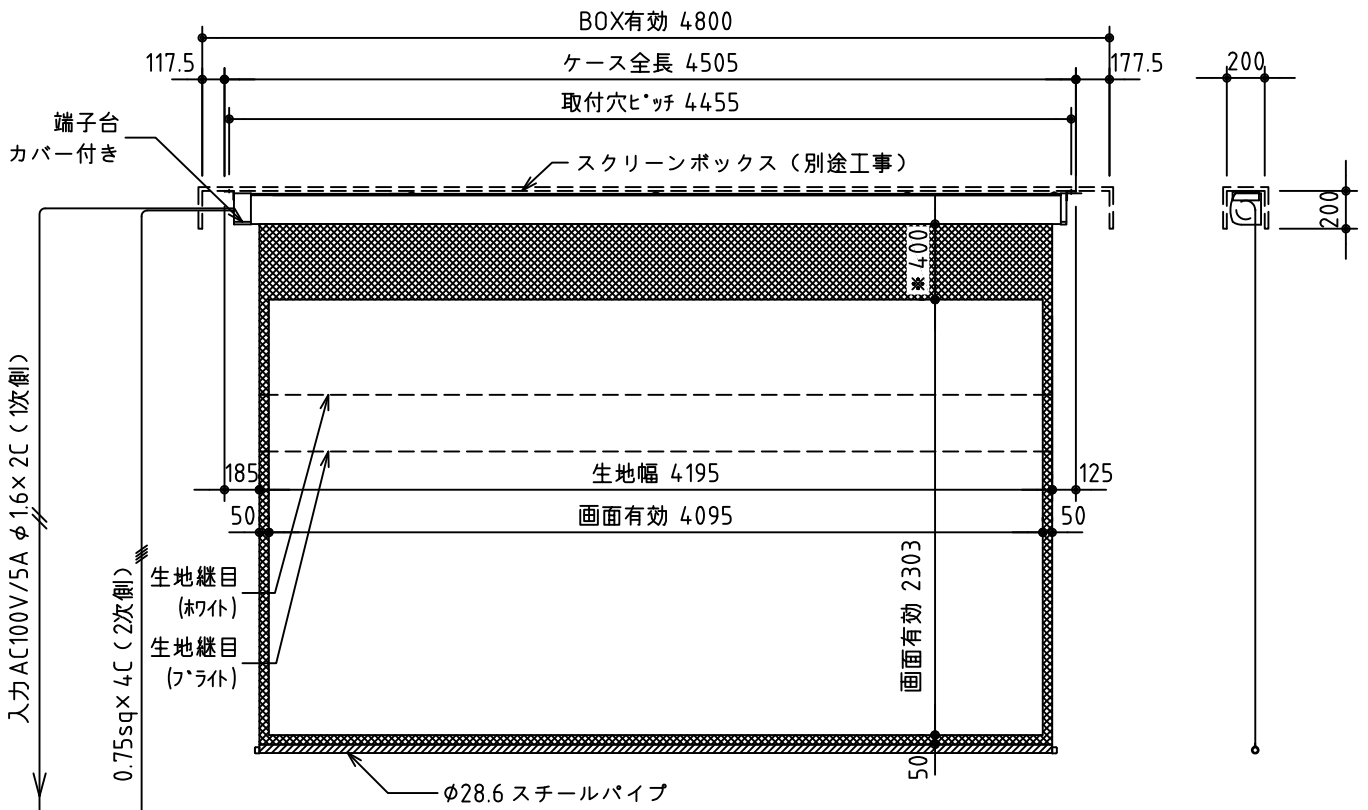 BOX有効 4800
117.5
ケース全長 4505
177.5
200
取付穴ピッチ 4455
端子台
カバー付き
スクリーンボックス（別途工事）
200
※ 400
185
生地幅 4195
125
50
画面有効 4095
50
入力AC100V/5A φ1.6×2C（1次側）
0.75sq×4C（2次側）
生地継目
(ホワイト)
生地継目
(ブライト)
画面有効 2303
50
φ28.6 スチールパイプ